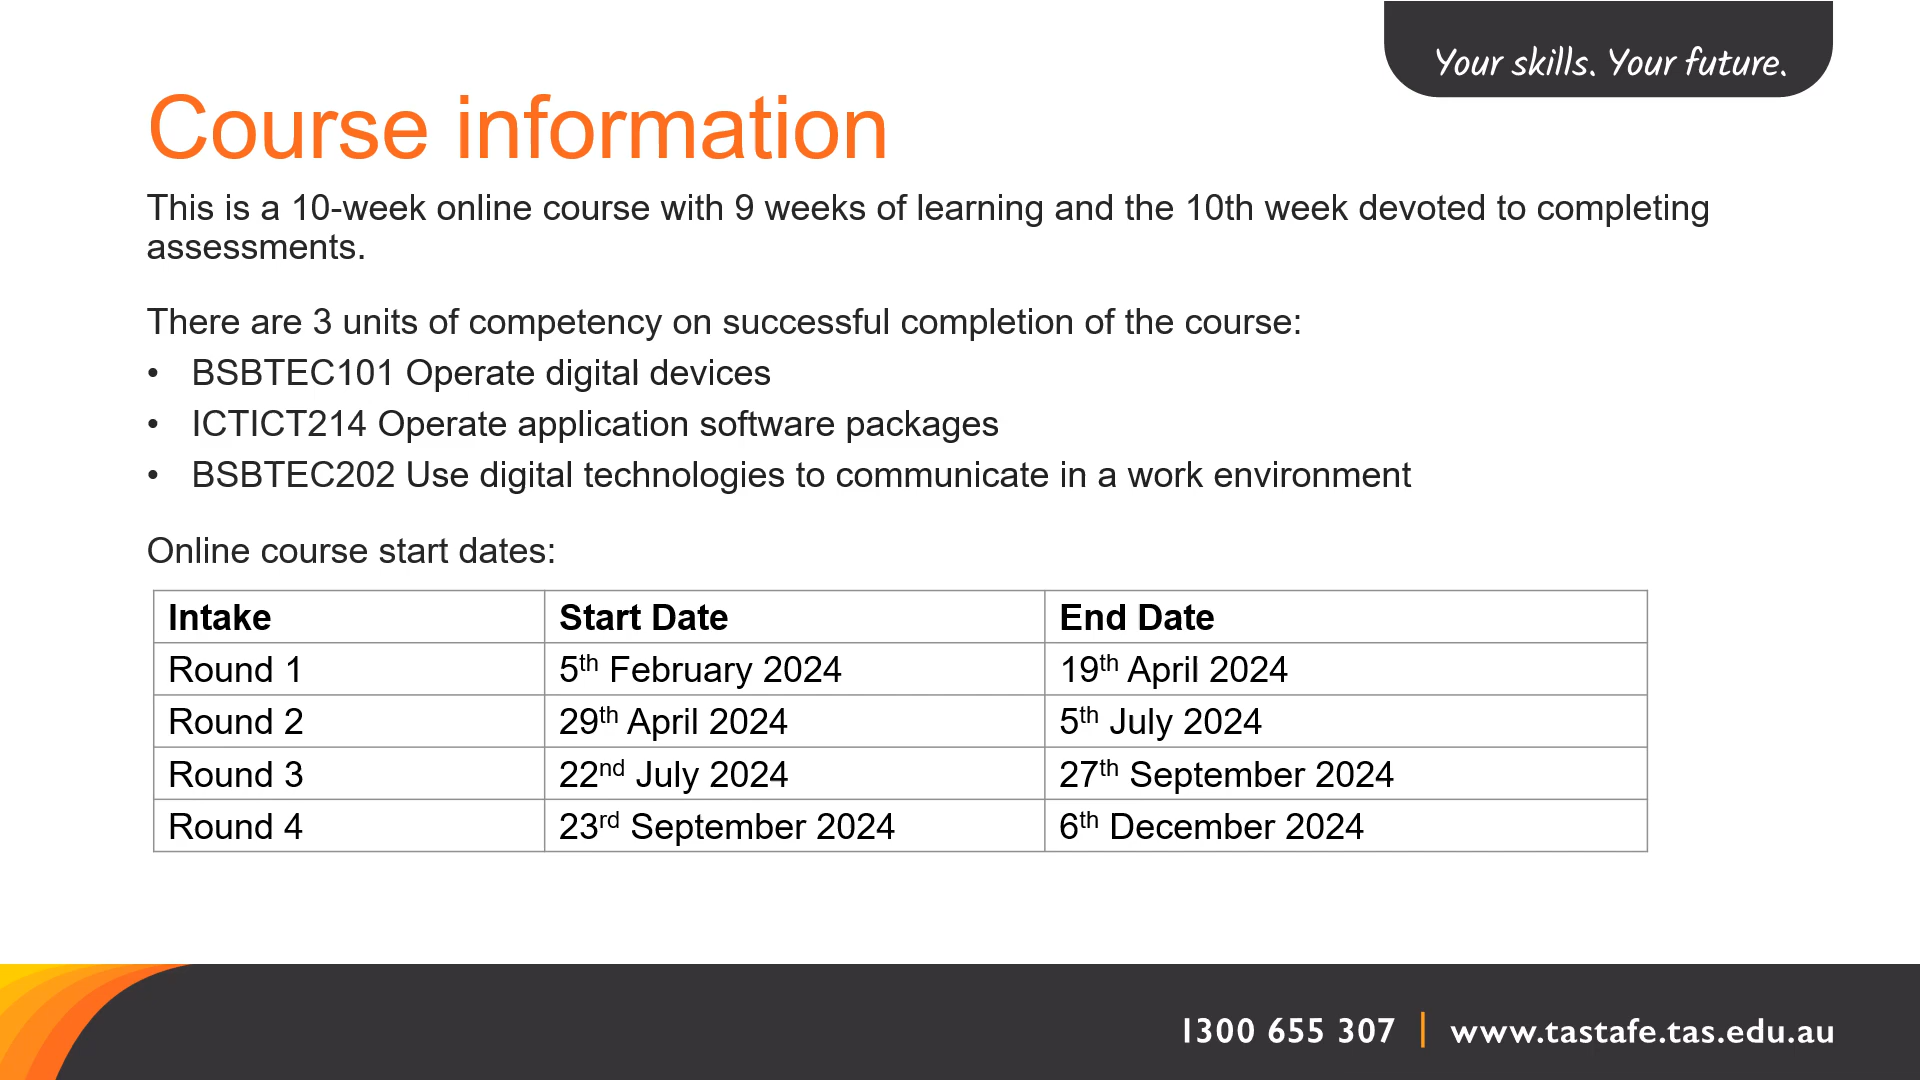 Your skills. Your future.
Course information
This is a 10-week online course with 9 weeks of learning and the 10th week devoted to completing
assessments.
There are 3 units of competency on successful completion of the course:
• BSBTEC101 Operate digital devices
• ICTICT214 Operate application software packages
• BSBTEC202 Use digital technologies to communicate in a work environment
Online course start dates:
Intake Start Date End Date
Round 1 5th February 2024 19th April 2024
Round 2 29th April 2024 5th July 2024
Round 3 22nd July 2024 27th September 2024
Round 4 23rd September 2024 6th December 2024
1300 655 307 | www.tastafe.tas.edu.au